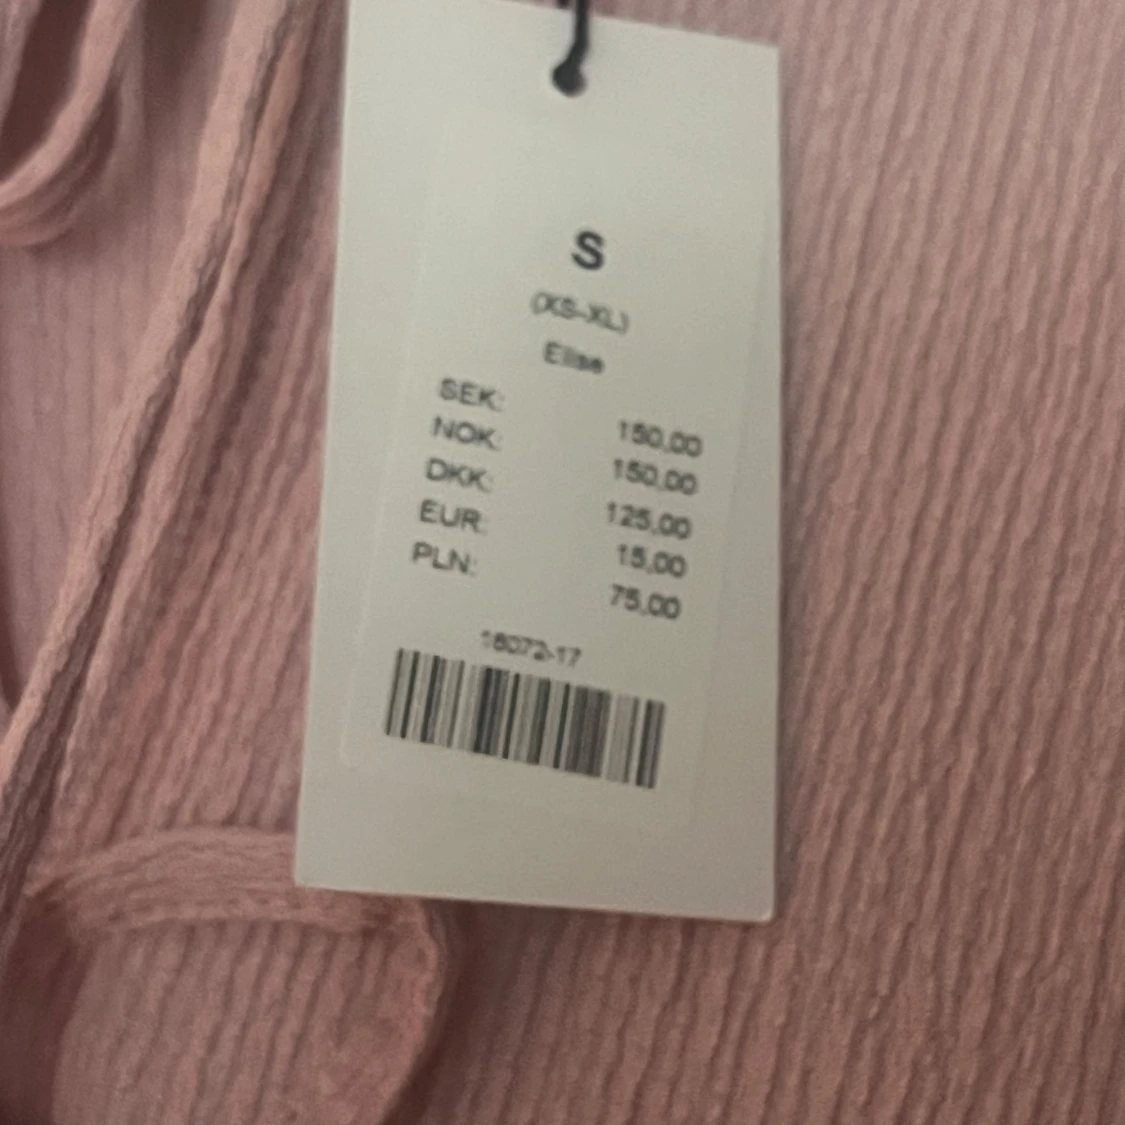 S
(XS-XL)
Elise
SEK: 150,00
NOK: 150,00
DKK: 125,00
EUR: 15,00
PLN: 75,00
16072-17